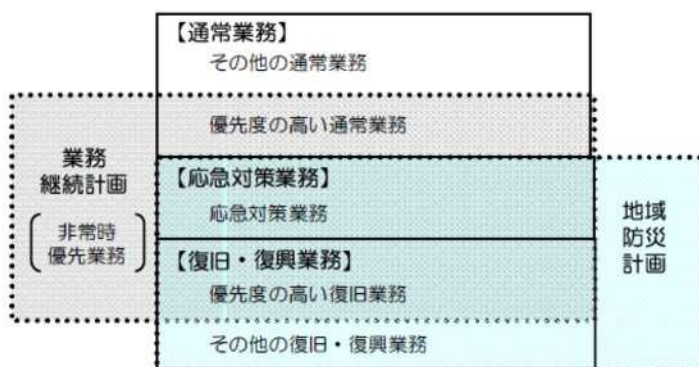 【通常業務】
その他の通常業務
優先度の高い通常業務
業務
継続計画
非常時
優先業務
【応急対策業務】
応急対策業務
【復旧・復興業務】
優先度の高い復旧業務
その他の復旧・復興業務
地域
防災
計画